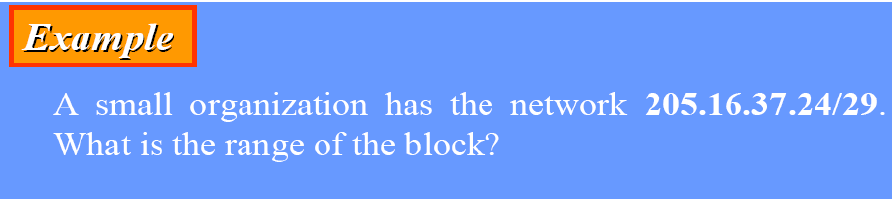 Example
A small organization has the network 205.16.37.24/29.
What is the range of the block?